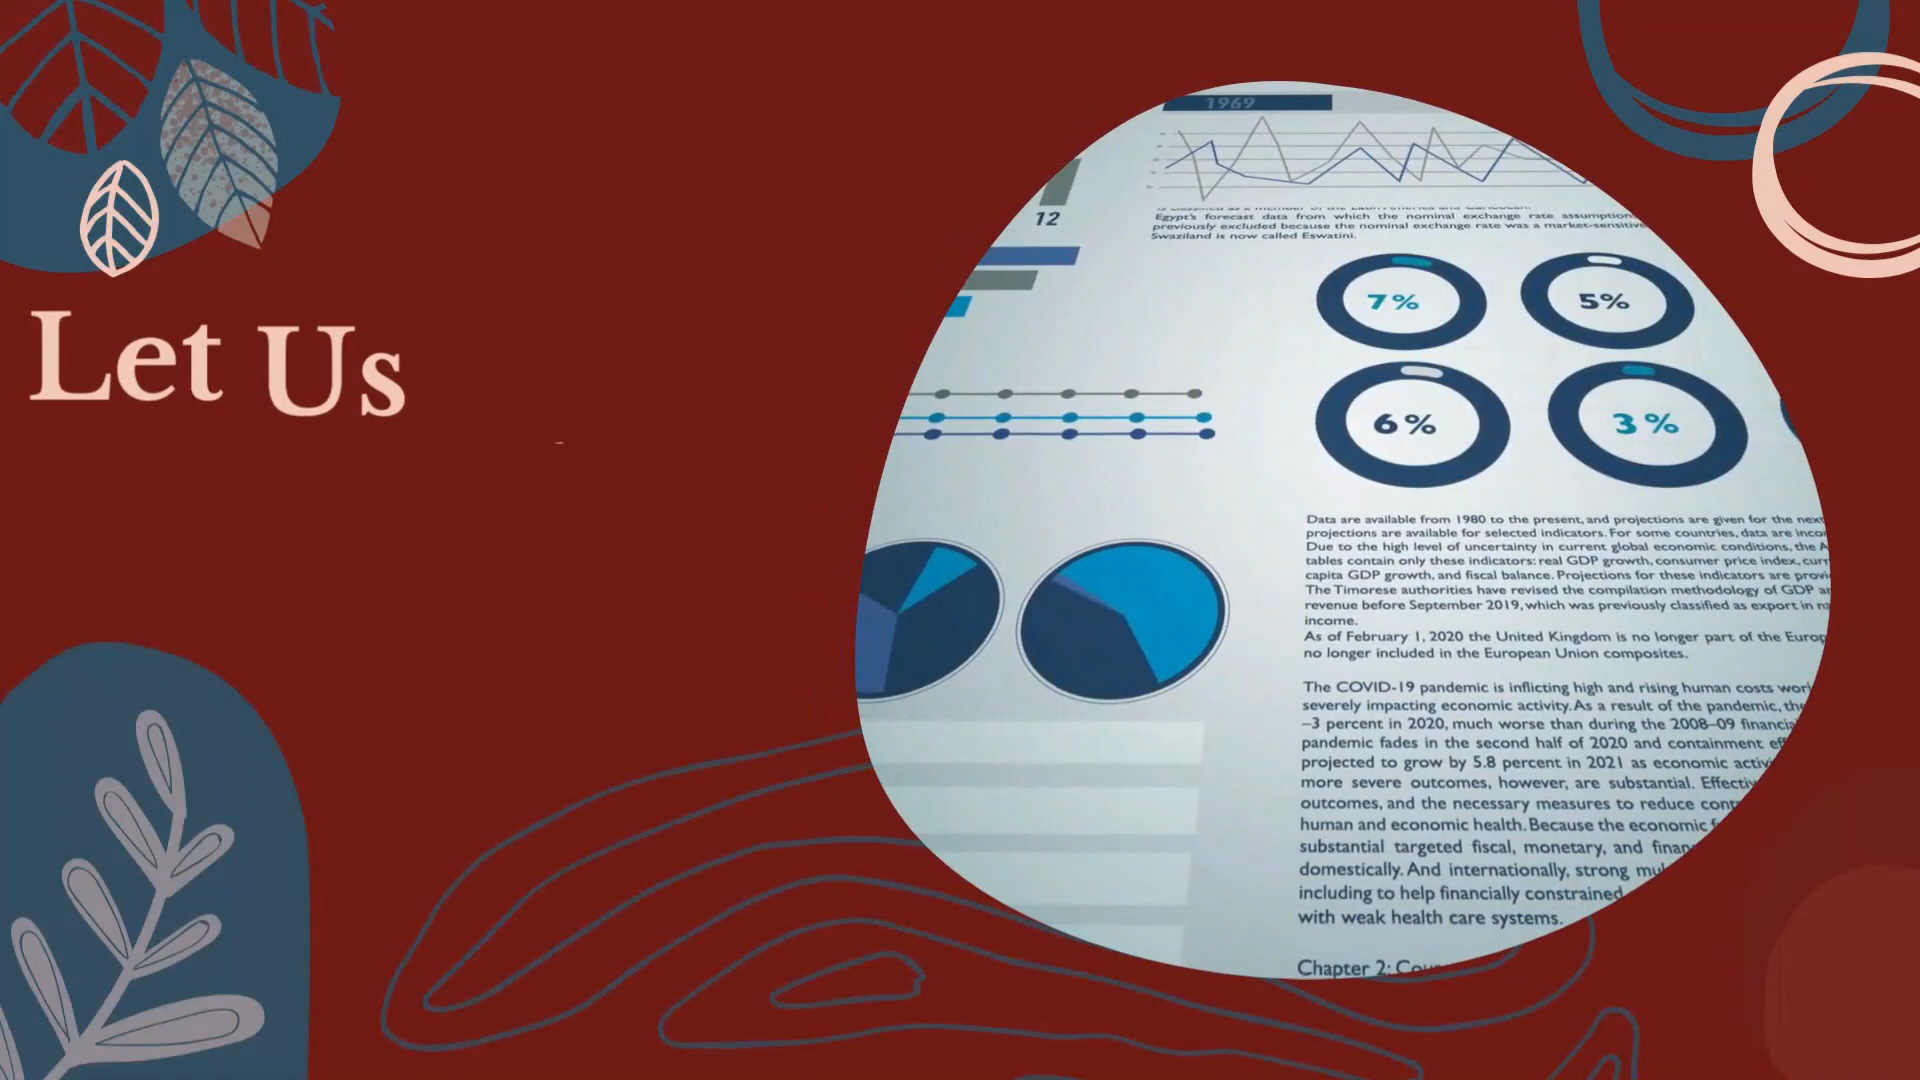 Let Us
1969
12
Egypt's forecast data from which the nominal exchange rate assumption
previously excluded because the nominal exchange rate was a market-sensitive
Swaziland is now called Eswatini.
7%
5%
6%
3%
Data are available from 1980 to the present, and projections are given for the next
projections are available for selected indicators. For some countries, data are
Due to the high level of uncertainty in current global economic conditions, the
tables contain only these indicators: real GDP growth, consumer price index,
capita GDP growth, and fiscal balance. Projections for these indicators are
The Timorese authorities have revised the compilation methodology of GDP
revenue before September 2019, which was previously classified as export in
income.
As of February 1, 2020 the United Kingdom is no longer part of the
no longer included in the European Union composites.
The COVID-19 pandemic is inflicting high and rising human costs
severely impacting economic activity. As a result of the pandemic,
–3 percent in 2020, much worse than during the 2008–09
pandemic fades in the second half of 2020 and containment
projected to grow by 5.8 percent in 2021 as economic
more severe outcomes, however, are substantial.
outcomes, and the necessary measures to reduce
human and economic health. Because the economic
substantial targeted fiscal, monetary, and
domestically. And internationally, strong
including to help financially constrained
with weak health care systems.
Chapter 2: